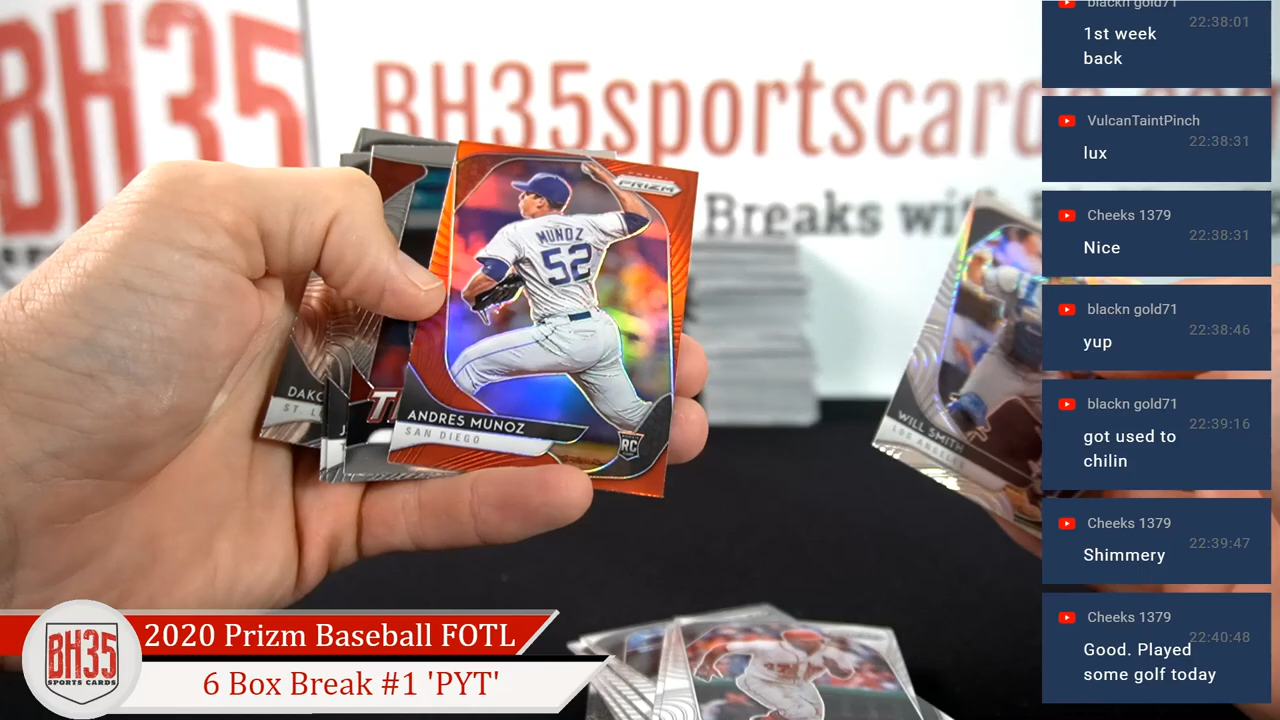 BH35
BH35sportscar
Breaks wi
PANINI
PRIZM
MUNOZ
52
ANDRES MUNOZ
SAN DIEGO
RC
DAK
ST. L
J
T
WILL SMITH
LOS ANGELES
BH35
SPORTS CARDS
2020 Prizm Baseball FOTL
6 Box Break #1 'PYT'
blackn gold71
22:38:01
1st week
back
VulcanTaintPinch
22:38:31
lux
Cheeks 1379
22:38:31
Nice
blackn gold71
22:38:46
yup
blackn gold71
22:39:16
got used to
chilin
Cheeks 1379
22:39:47
Shimmery
Cheeks 1379
22:40:48
Good. Played
some golf today